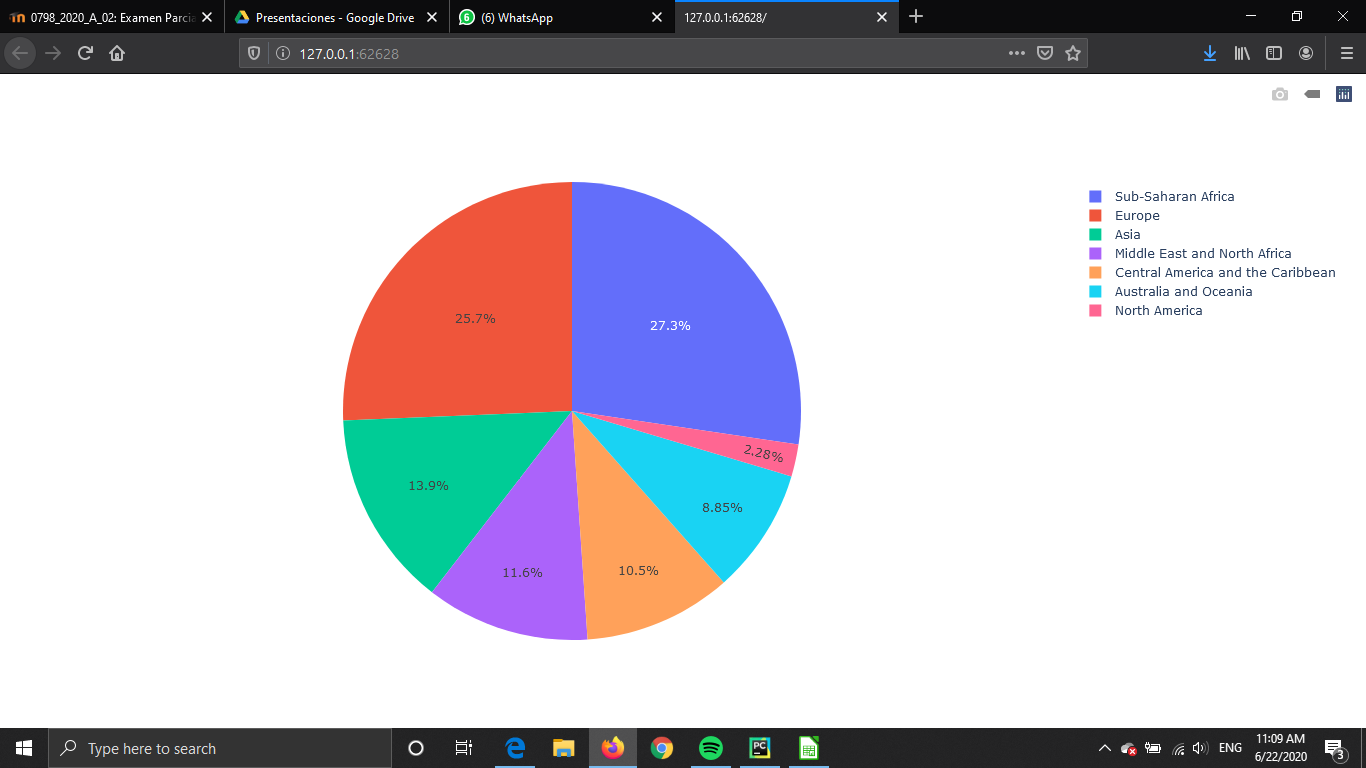 0798_2020_A_02: Examen Parcia
Presentaciones - Google Drive
6 (6) WhatsApp
127.0.0.1:62628/
127.0.0.1:62628
Sub-Saharan Africa
Europe
Asia
Middle East and North Africa
Central America and the Caribbean
Australia and Oceania
North America
25.7%
27.3%
2.28%
13.9%
8.85%
11.6%
10.5%
Type here to search
PC
ENG
11:09 AM
6/22/2020
3